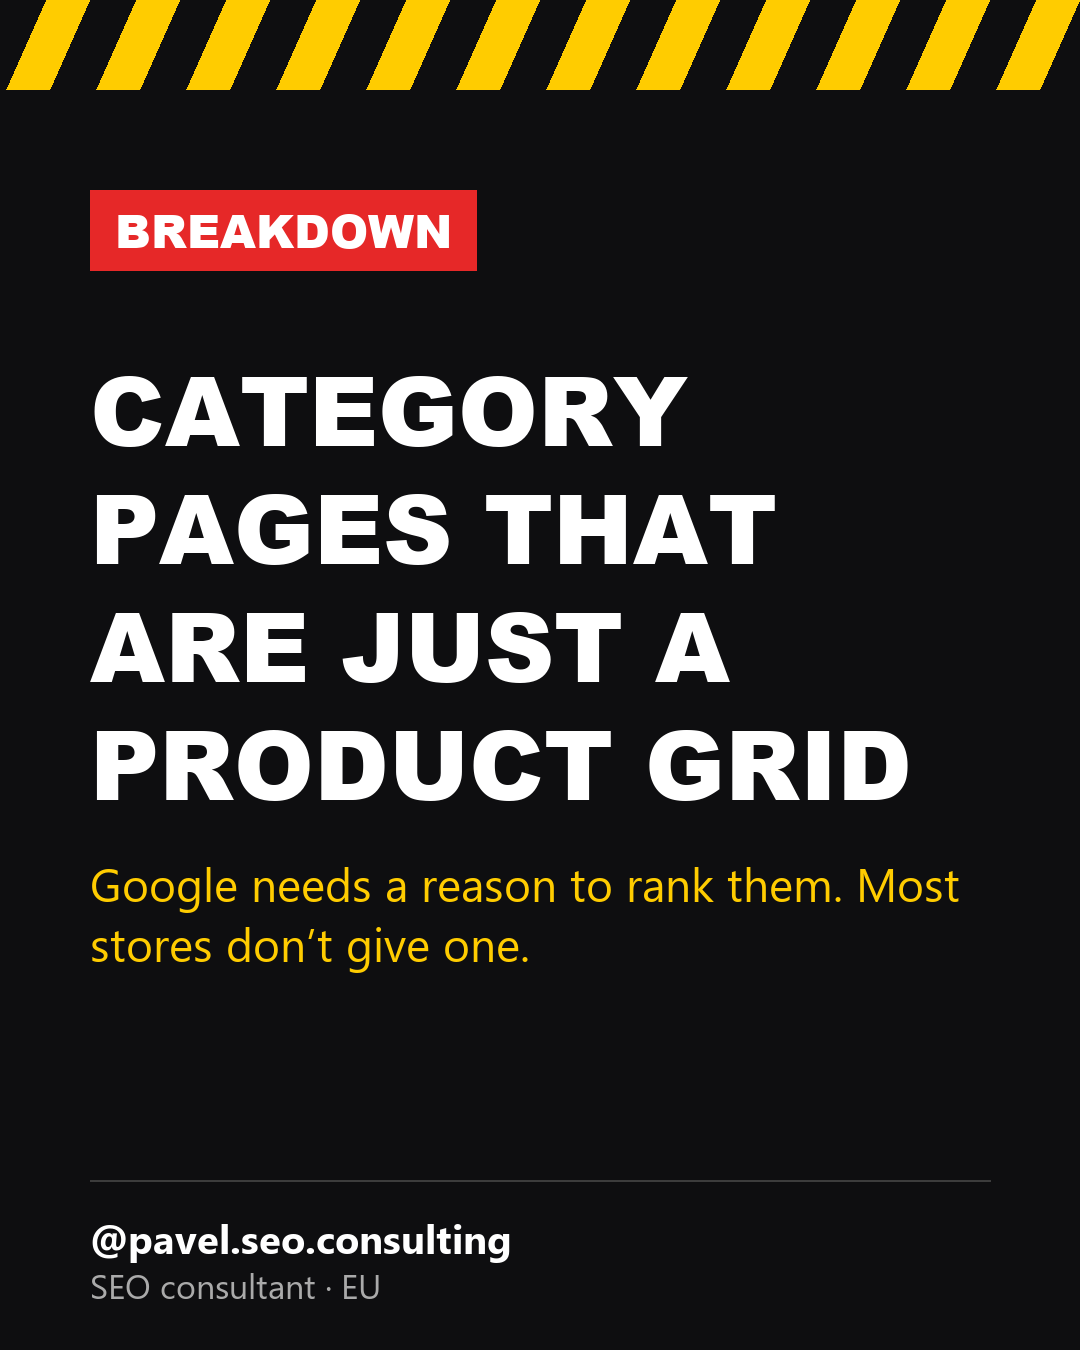 BREAKDOWN
CATEGORY
PAGES THAT
ARE JUST A
PRODUCT GRID
Google needs a reason to rank them. Most
stores don’t give one.
@pavel.seo.consulting
SEO consultant · EU